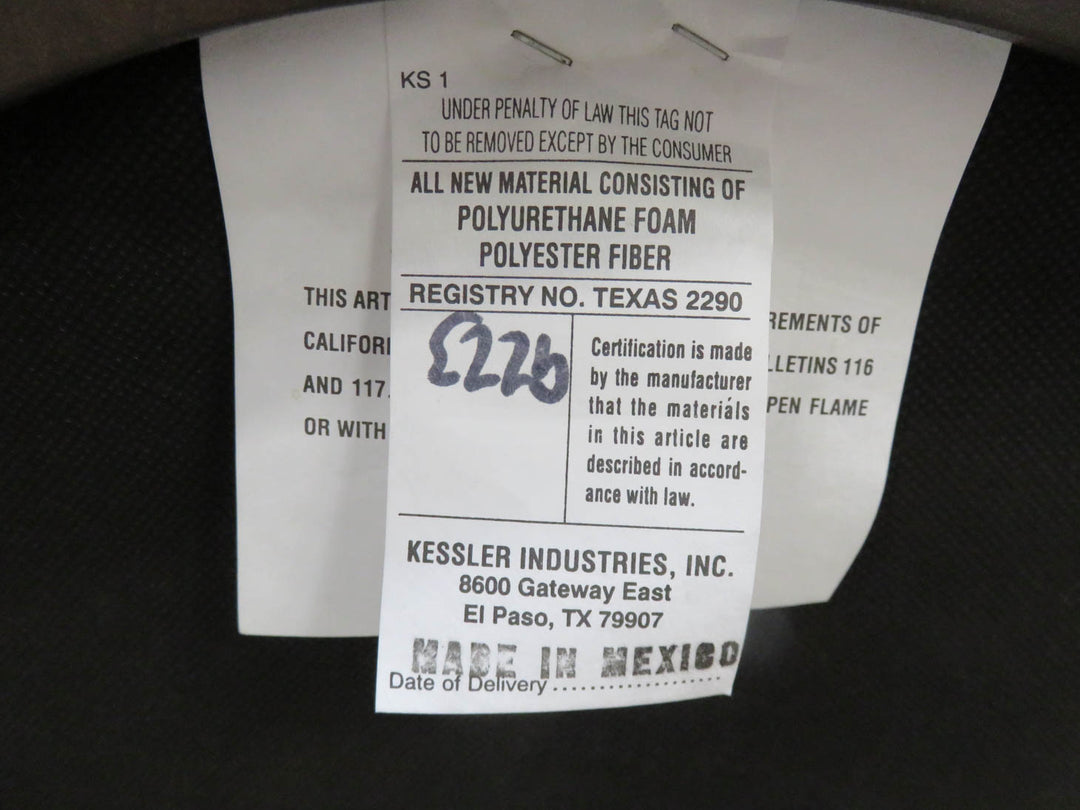 KS 1
UNDER PENALTY OF LAW THIS TAG NOT
TO BE REMOVED EXCEPT BY THE CONSUMER
ALL NEW MATERIAL CONSISTING OF
POLYURETHANE FOAM
POLYESTER FIBER
REGISTRY NO. TEXAS 2290
Certification is made
by the manufacturer
that the materials
in this article are
described in accord-
ance with law.
KESSLER INDUSTRIES, INC.
8600 Gateway East
El Paso, TX 79907
MADE IN MEXICO
Date of Delivery ....................
THIS ART
CALIFORI
AND 117
OR WITH
REMENTS OF
LLETINS 116
PEN FLAME